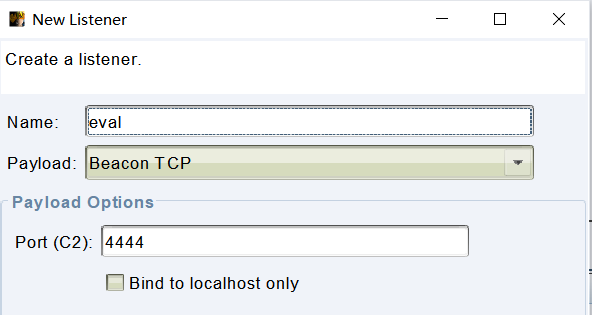 New Listener
Create a listener.
Name: eval
Payload: Beacon TCP
Payload Options
Port (C2): 4444
Bind to localhost only